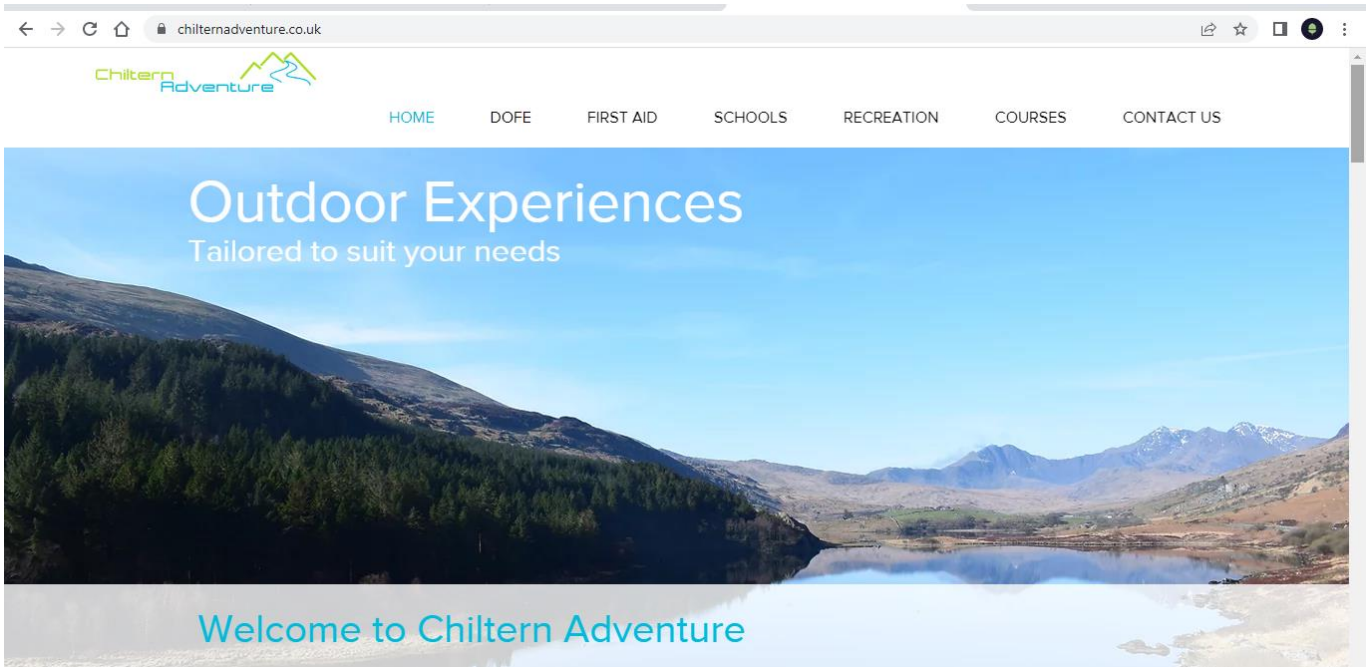 chilternadventure.co.uk
Chiltern
Adventure
HOME DOFE FIRST AID SCHOOLS RECREATION COURSES CONTACT US
Outdoor Experiences
Tailored to suit your needs
Welcome to Chiltern Adventure